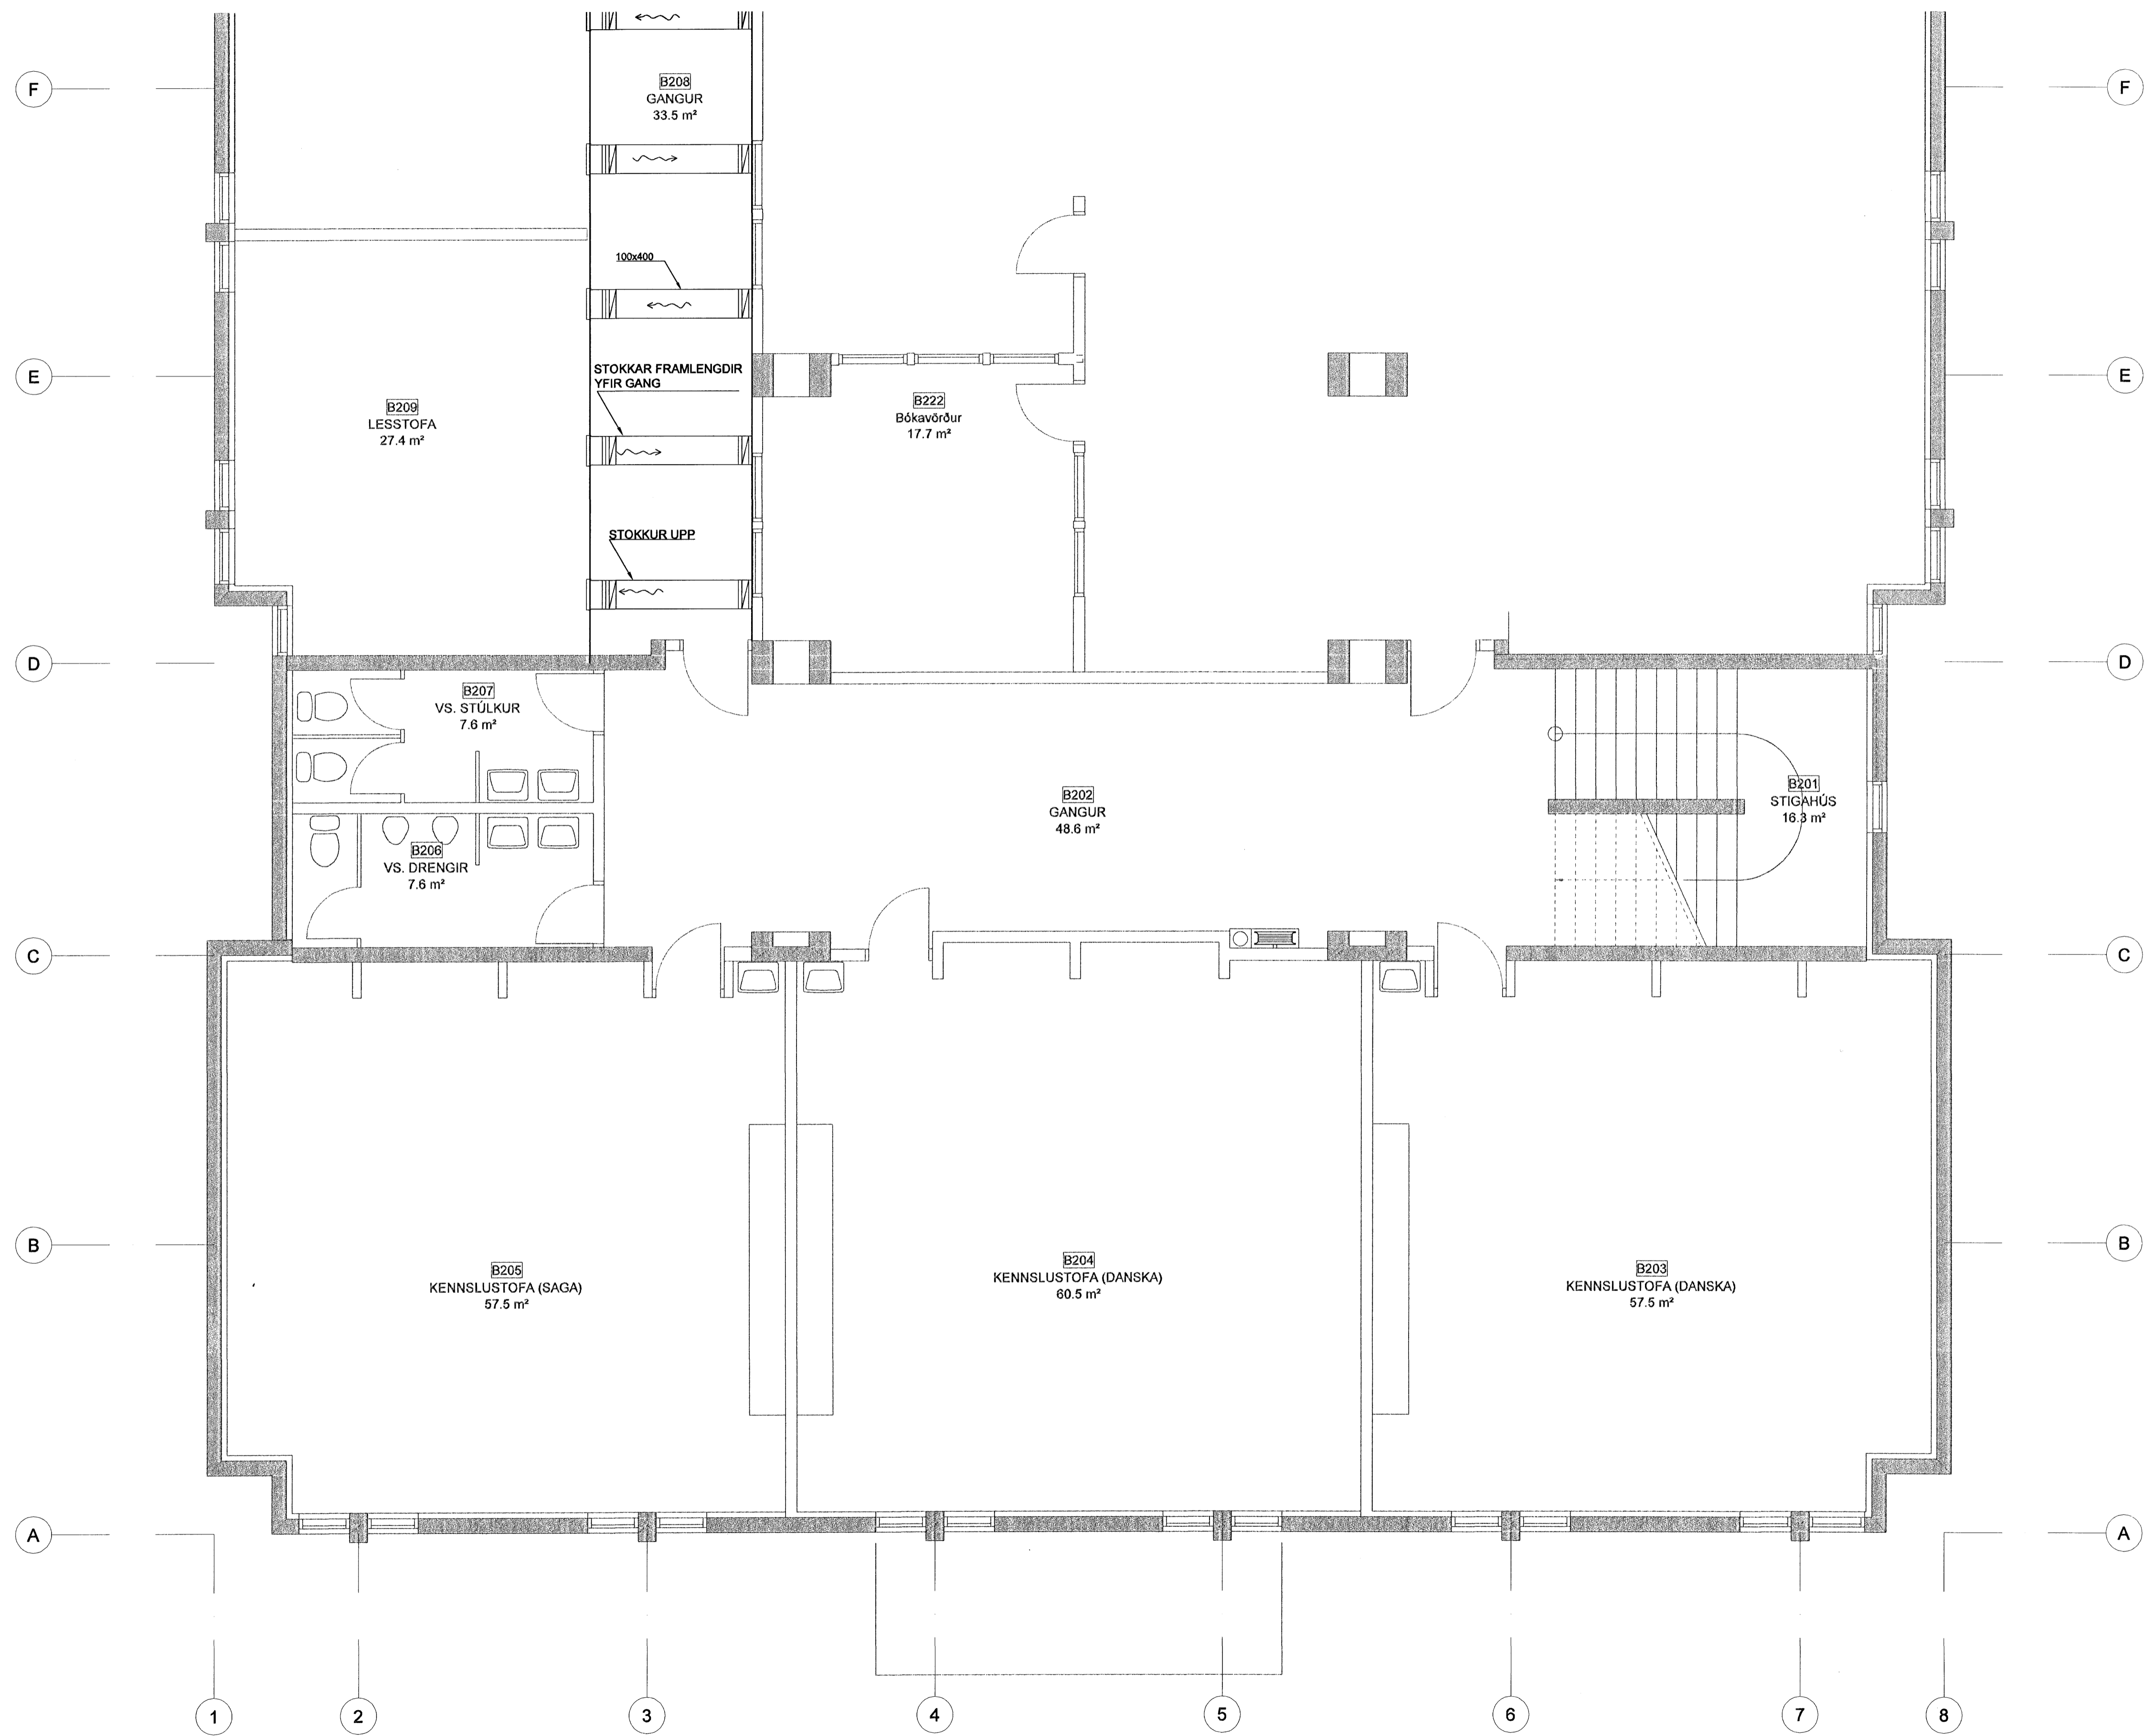 F
B208
GANGUR
33.5 m²
F
100x400
STOKKAR FRAMLENGDIR
YFIR GANG
E
B209
LESSTOFA
27.4 m²
B222
Bókavörður
17.7 m²
E
STOKKUR UPP
D
B207
VS. STÚLKUR
7.6 m²
D
B202
GANGUR
48.6 m²
B201
STIGAHÚS
16.3 m²
B206
VS. DRENGIR
7.6 m²
C
C
B
B205
KENNSLUSTOFA (SAGA)
57.5 m²
B204
KENNSLUSTOFA (DANSKA)
60.5 m²
B203
KENNSLUSTOFA (DANSKA)
57.5 m²
B
A
A
1
2
3
4
5
6
7
8